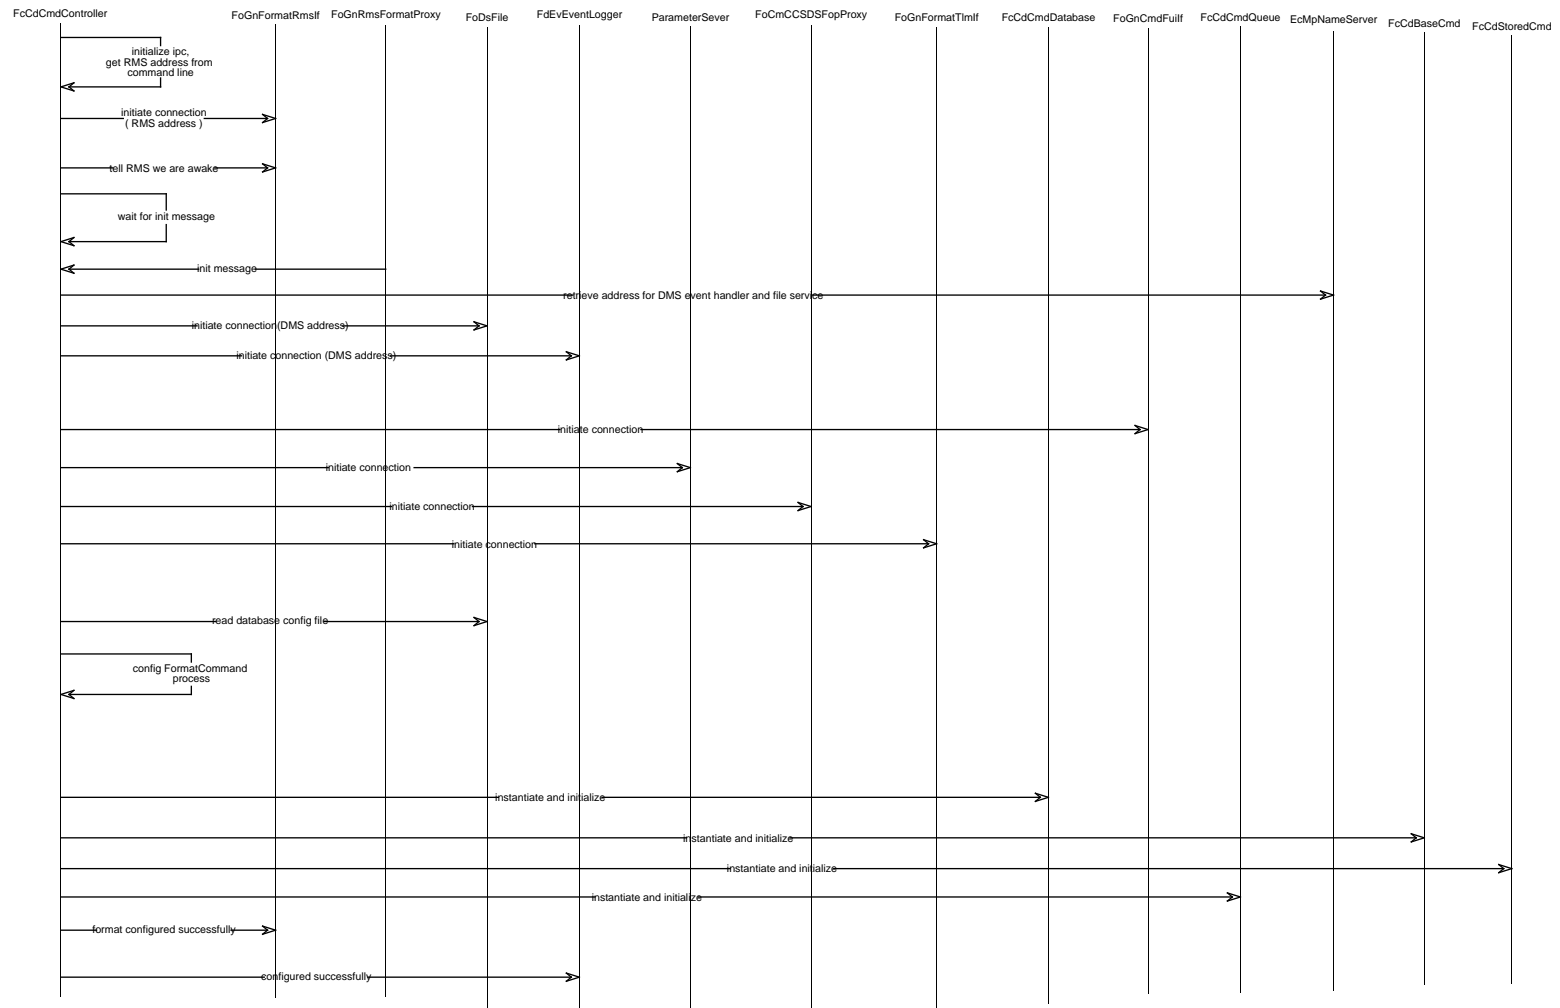 FcCdCmdController
FoGnFormatRmsIf
FoGnRmsFormatProxy
FoDsFile
FdEvEventLogger
ParameterSever
FoCmCCSDSFopProxy
FoGnFormatTlmIf
FcCdCmdDatabase
FoGnCmdFuiIf
FcCdCmdQueue
EcMpNameServer
FcCdBaseCmd
FcCdStoredCmd
initialize ipc,
get RMS address from
command line
initiate connection
( RMS address )
tell RMS we are awake
wait for init message
init message
retrieve address for DMS event handler and file service
initiate connection(DMS address)
initiate connection (DMS address)
initiate connection
initiate connection
initiate connection
initiate connection
read database config file
config FormatCommand
process
instantiate and initialize
instantiate and initialize
instantiate and initialize
instantiate and initialize
format configured successfully
configured successfully